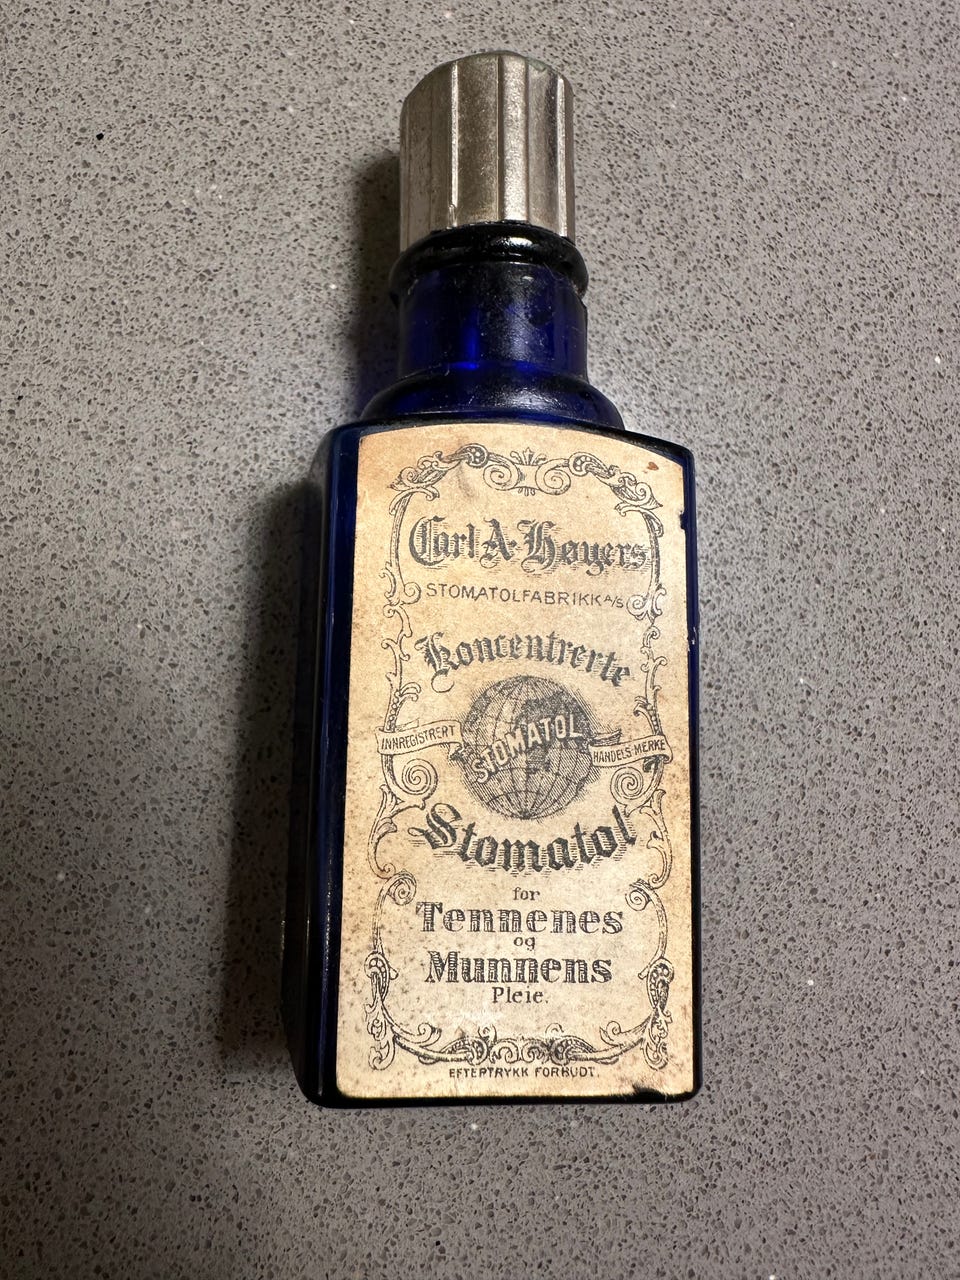 Carl A. Høyers
STOMATOLFABRIKK A/S
Koncentrerte
INNREGISTRERT STOMATOL HANDELS-MERKE
Stomatol
for
Tennenes
og
Munnens
Pleie.
EFTERTRYKK FORBUDT.